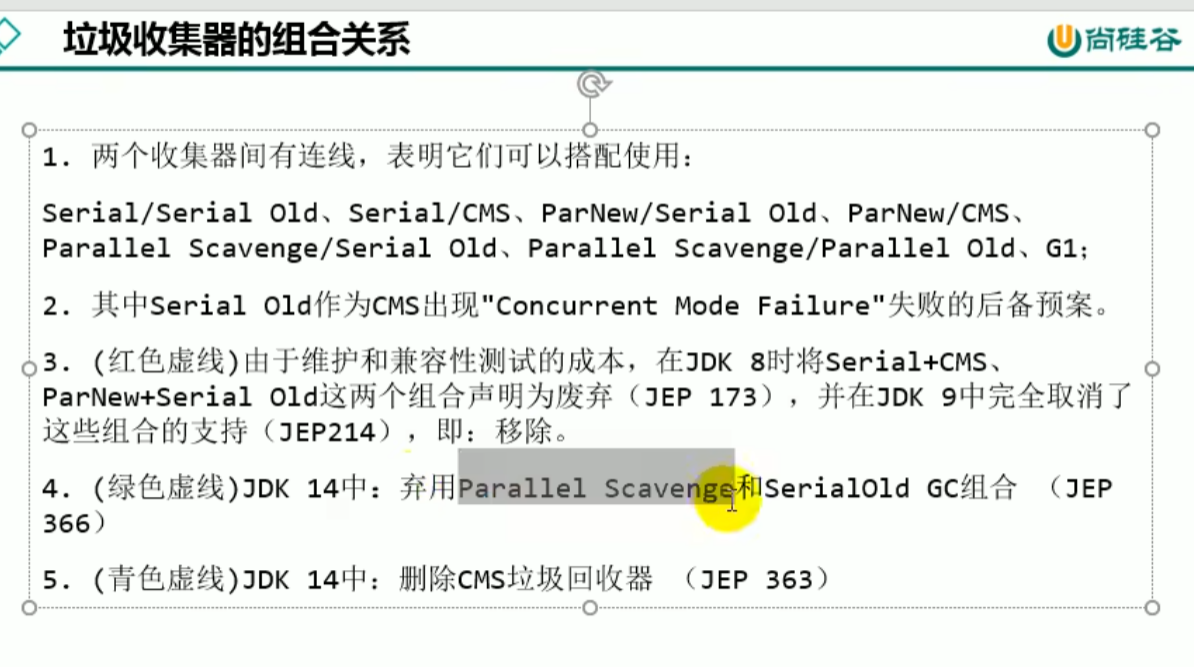 垃圾收集器的组合关系
尚硅谷
1. 两个收集器间有连线，表明它们可以搭配使用：
Serial/Serial Old、Serial/CMS、ParNew/Serial Old、ParNew/CMS、
Parallel Scavenge/Serial Old、Parallel Scavenge/Parallel Old、G1；
2. 其中Serial Old作为CMS出现"Concurrent Mode Failure"失败的后备预案。
3. (红色虚线)由于维护和兼容性测试的成本，在JDK 8时将Serial+CMS、
ParNew+Serial Old这两个组合声明为废弃（JEP 173），并在JDK 9中完全取消了
这些组合的支持（JEP214），即：移除。
4. (绿色虚线)JDK 14中：弃用Parallel Scavenge和SerialOld GC组合 （JEP
366）
5. (青色虚线)JDK 14中：删除CMS垃圾回收器 （JEP 363）